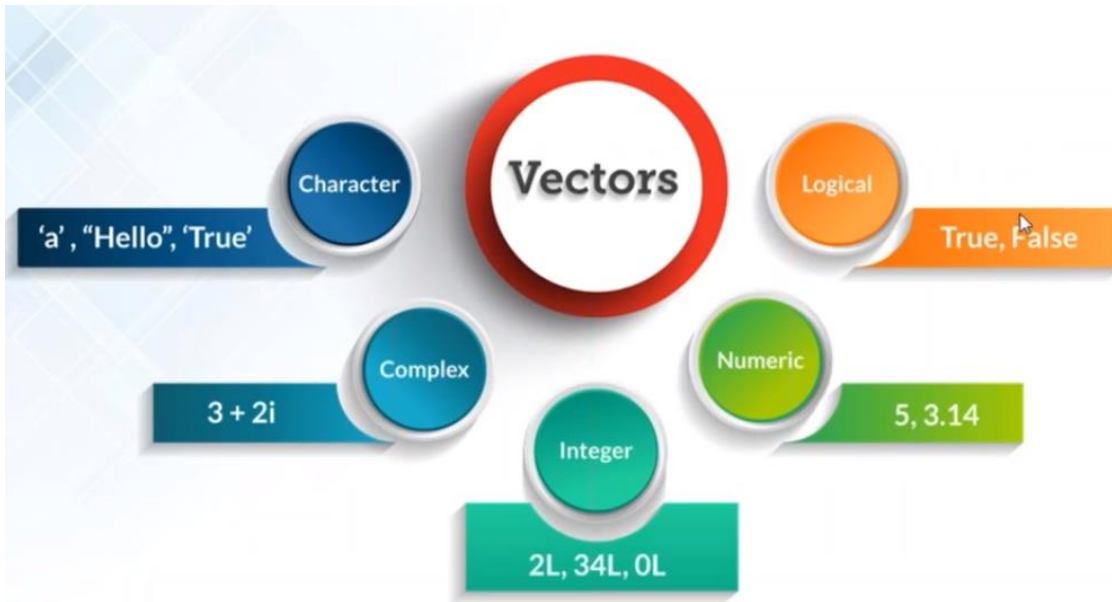 Vectors
Character
‘a’ , “Hello”, ‘True’
Logical
True, False
Complex
3 + 2i
Numeric
5, 3.14
Integer
2L, 34L, 0L